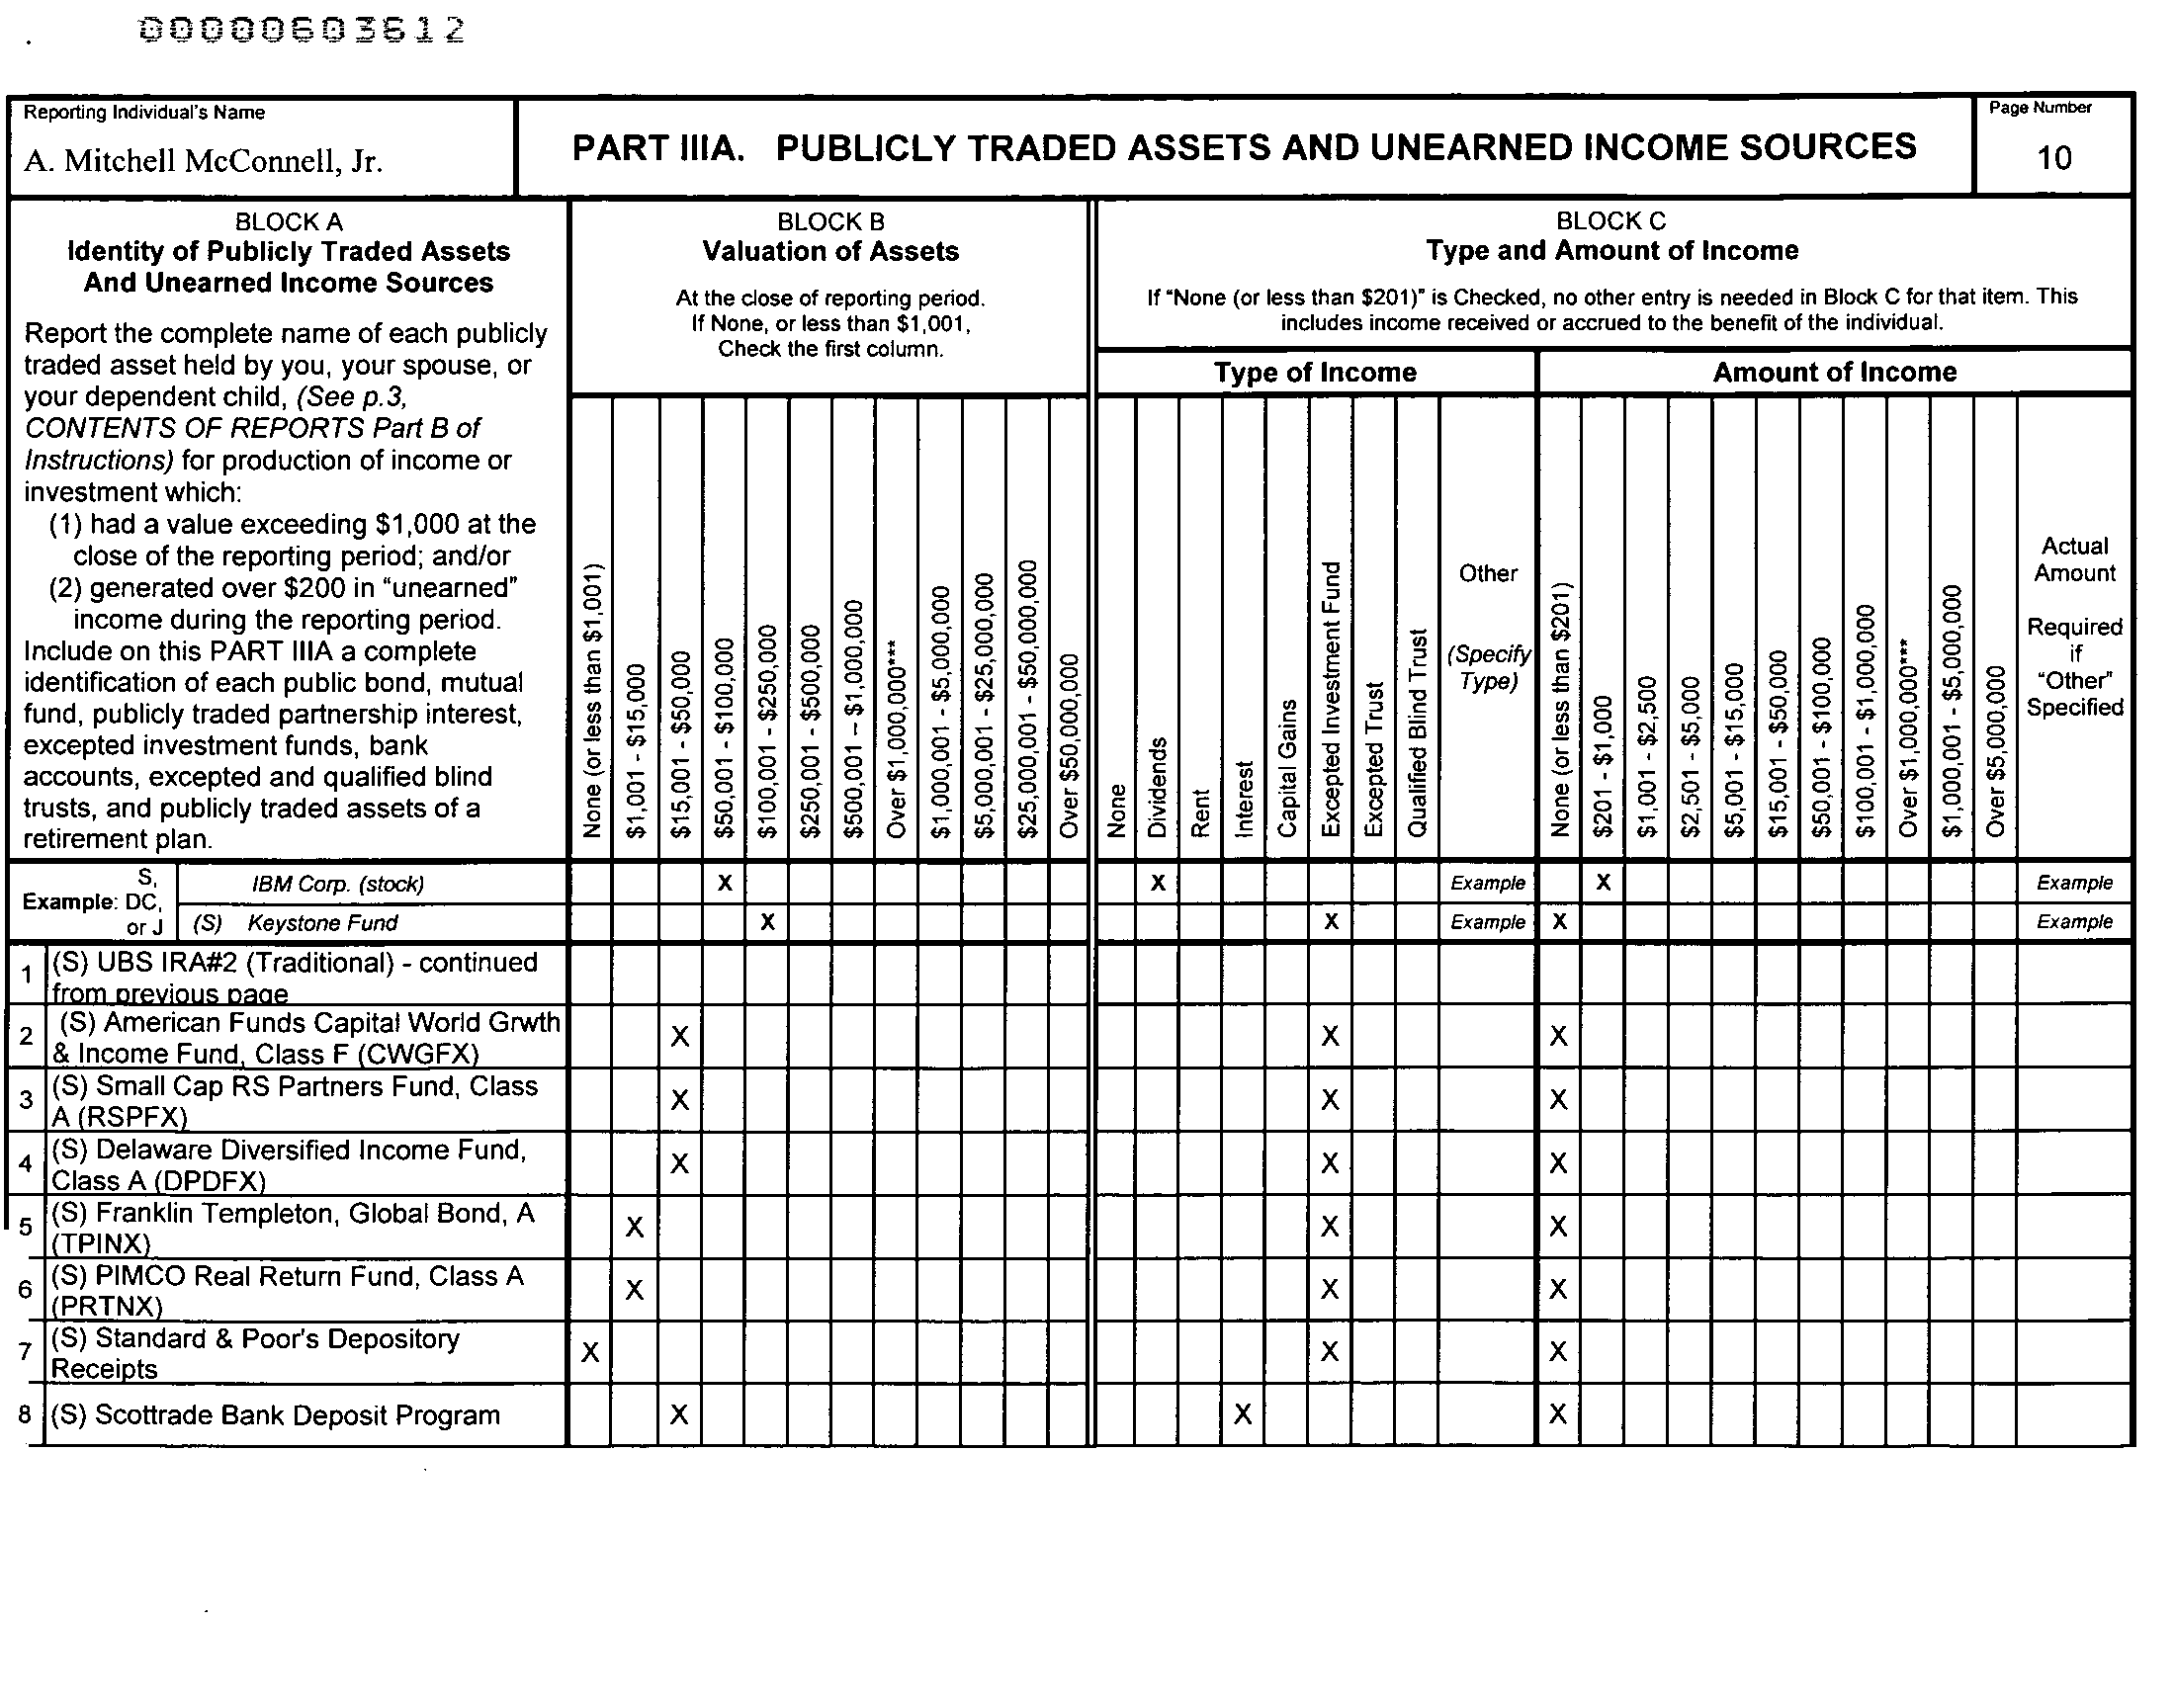 00000603612
Reporting Individual's Name
A. Mitchell McConnell, Jr.
PART IIIA. PUBLICLY TRADED ASSETS AND UNEARNED INCOME SOURCES
Page Number
10
BLOCK A
Identity of Publicly Traded Assets
And Unearned Income Sources
Report the complete name of each publicly
traded asset held by you, your spouse, or
your dependent child, (See p.3,
CONTENTS OF REPORTS Part B of
Instructions) for production of income or
investment which:
(1) had a value exceeding $1,000 at the
close of the reporting period; and/or
(2) generated over $200 in "unearned"
income during the reporting period.
Include on this PART IIIA a complete
identification of each public bond, mutual
fund, publicly traded partnership interest,
excepted investment funds, bank
accounts, excepted and qualified blind
trusts, and publicly traded assets of a
retirement plan.
BLOCK B
Valuation of Assets
At the close of reporting period.
If None, or less than $1,001,
Check the first column.
None (or less than $1,001)
$1,001 - $15,000
$15,001 - $50,000
$50,001 - $100,000
$100,001 - $250,000
$250,001 - $500,000
$500,001 – $1,000,000
Over $1,000,000***
$1,000,001 - $5,000,000
$5,000,001 - $25,000,000
$25,000,001 - $50,000,000
Over $50,000,000
BLOCK C
Type and Amount of Income
If "None (or less than $201)" is Checked, no other entry is needed in Block C for that item. This
includes income received or accrued to the benefit of the individual.
Type of Income
None
Dividends
Rent
Interest
Capital Gains
Excepted Investment Fund
Excepted Trust
Qualified Blind Trust
Other
(Specify
Type)
Amount of Income
None (or less than $201)
$201 - $1,000
$1,001 - $2,500
$2,501 - $5,000
$5,001 - $15,000
$15,001 - $50,000
$50,001 - $100,000
$100,001 - $1,000,000
Over $1,000,000***
$1,000,001 - $5,000,000
Over $5,000,000
Actual
Amount
Required
if
"Other"
Specified
Example:
S,
DC,
or J
IBM Corp. (stock) X X Example X Example
(S) Keystone Fund X X Example X Example
1 (S) UBS IRA#2 (Traditional) - continued
from previous page
2 (S) American Funds Capital World Grwth
& Income Fund, Class F (CWGFX) X X X
3 (S) Small Cap RS Partners Fund, Class
A (RSPFX) X X X
4 (S) Delaware Diversified Income Fund,
Class A (DPDFX) X X X
5 (S) Franklin Templeton, Global Bond, A
(TPINX) X X X
6 (S) PIMCO Real Return Fund, Class A
(PRTNX) X X X
7 (S) Standard & Poor's Depository
Receipts X X X
8 (S) Scottrade Bank Deposit Program X X X